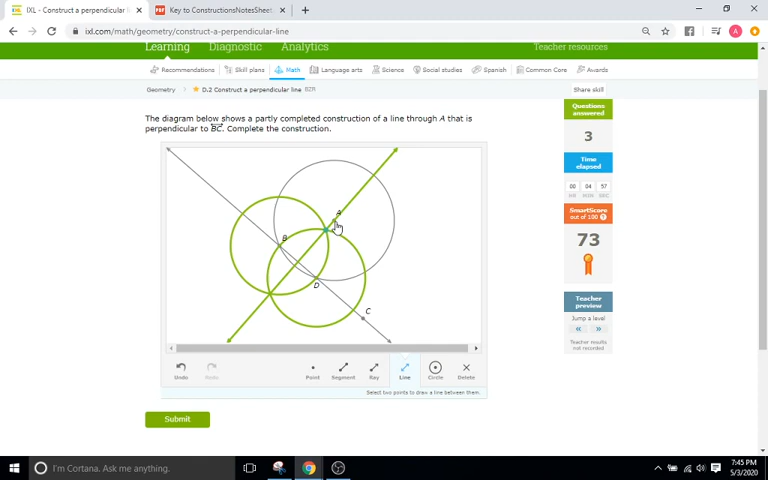 IXL - Construct a perpendicular l
Key to ConstructionsNotesSheet.
ixl.com/math/geometry/construct-a-perpendicular-line
Learning Diagnostic Analytics Teacher resources
Recommendations Skill plans Math Language arts Science Social studies Spanish Common Core Awards
Geometry D.2 Construct a perpendicular line BZR Share skill
The diagram below shows a partly completed construction of a line through A that is
perpendicular to BC. Complete the construction.
Questions
answered
3
Time
elapsed
00 04 57
HR MIN SEC
SmartScore
out of 100
73
A
B
D
C
Teacher
preview
Jump a level
Teacher results
not recorded
Undo Redo Point Segment Ray Line Circle Delete
Select two points to draw a line between them.
Submit
I'm Cortana. Ask me anything.
7:45 PM
5/3/2020